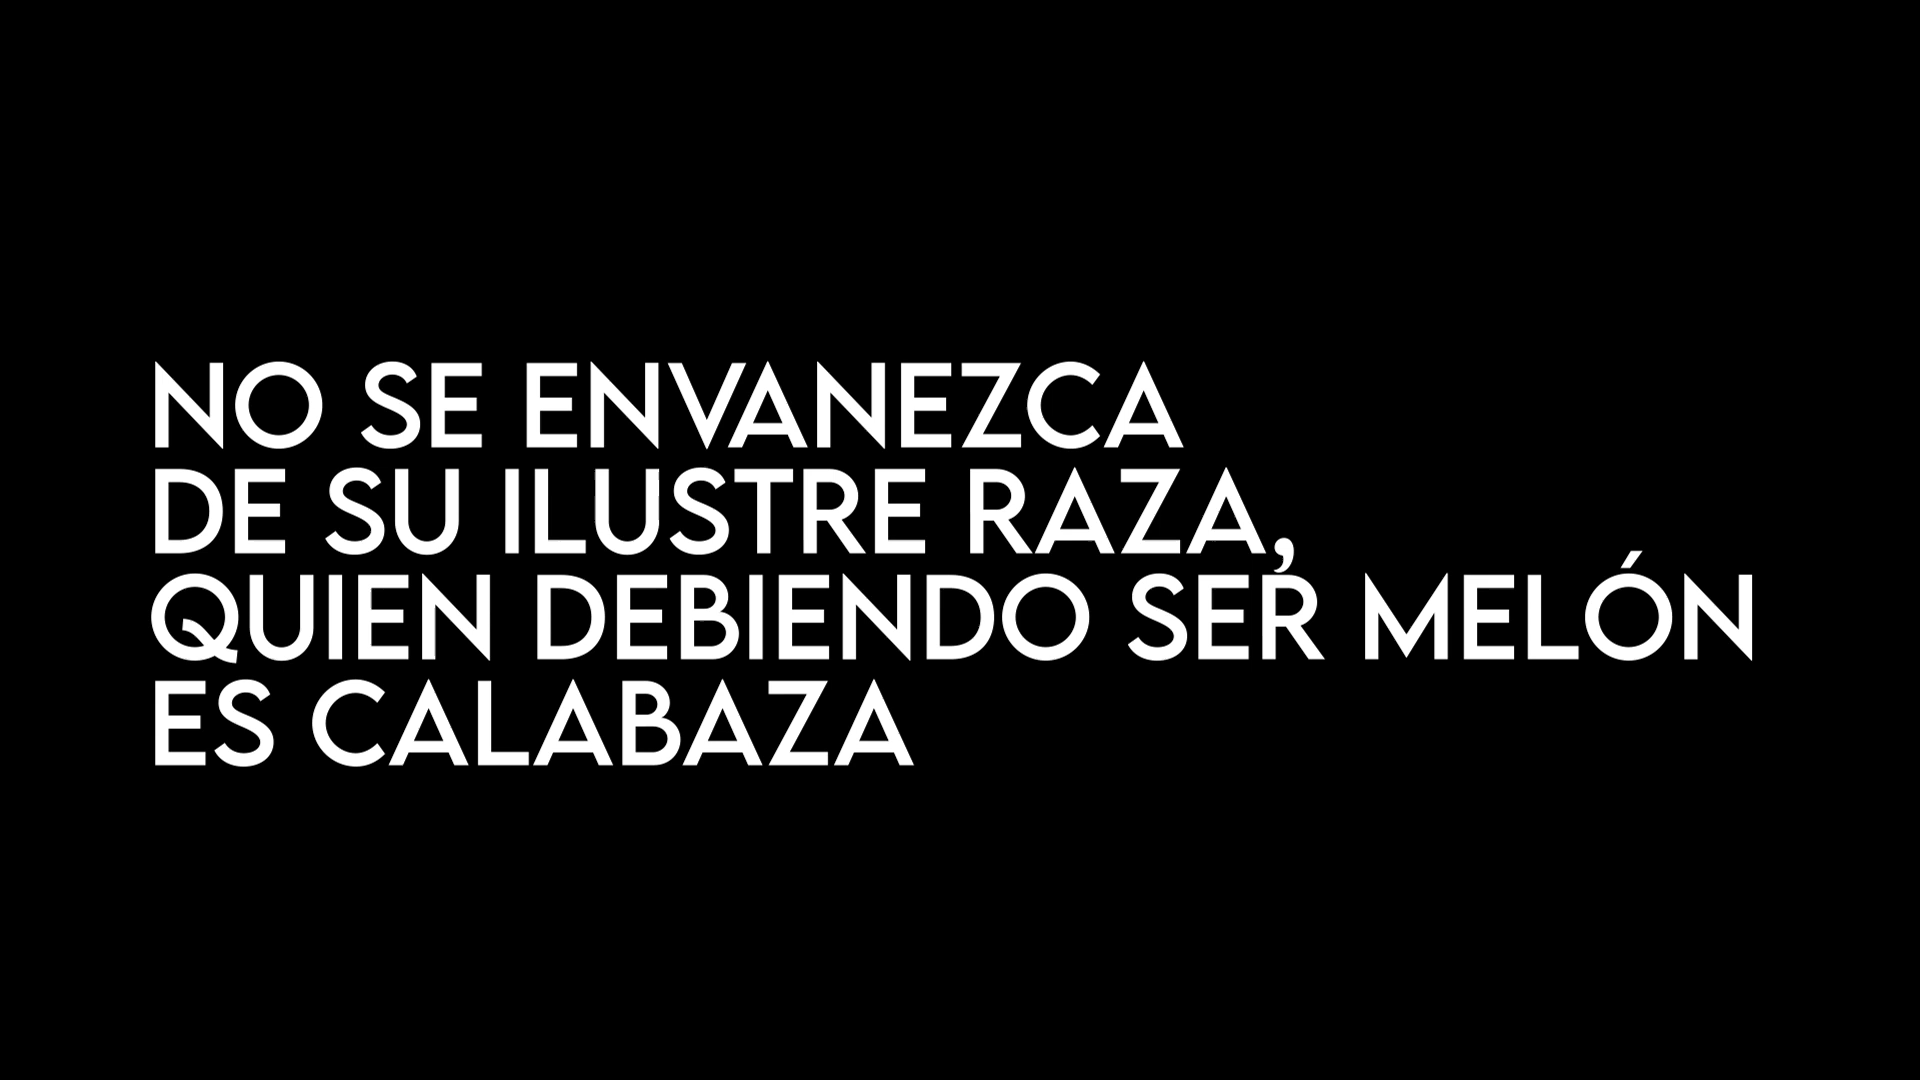 NO SE ENVANEZCA
DE SU ILUSTRE RAZA,
QUIEN DEBIENDO SER MELÓN
ES CALABAZA